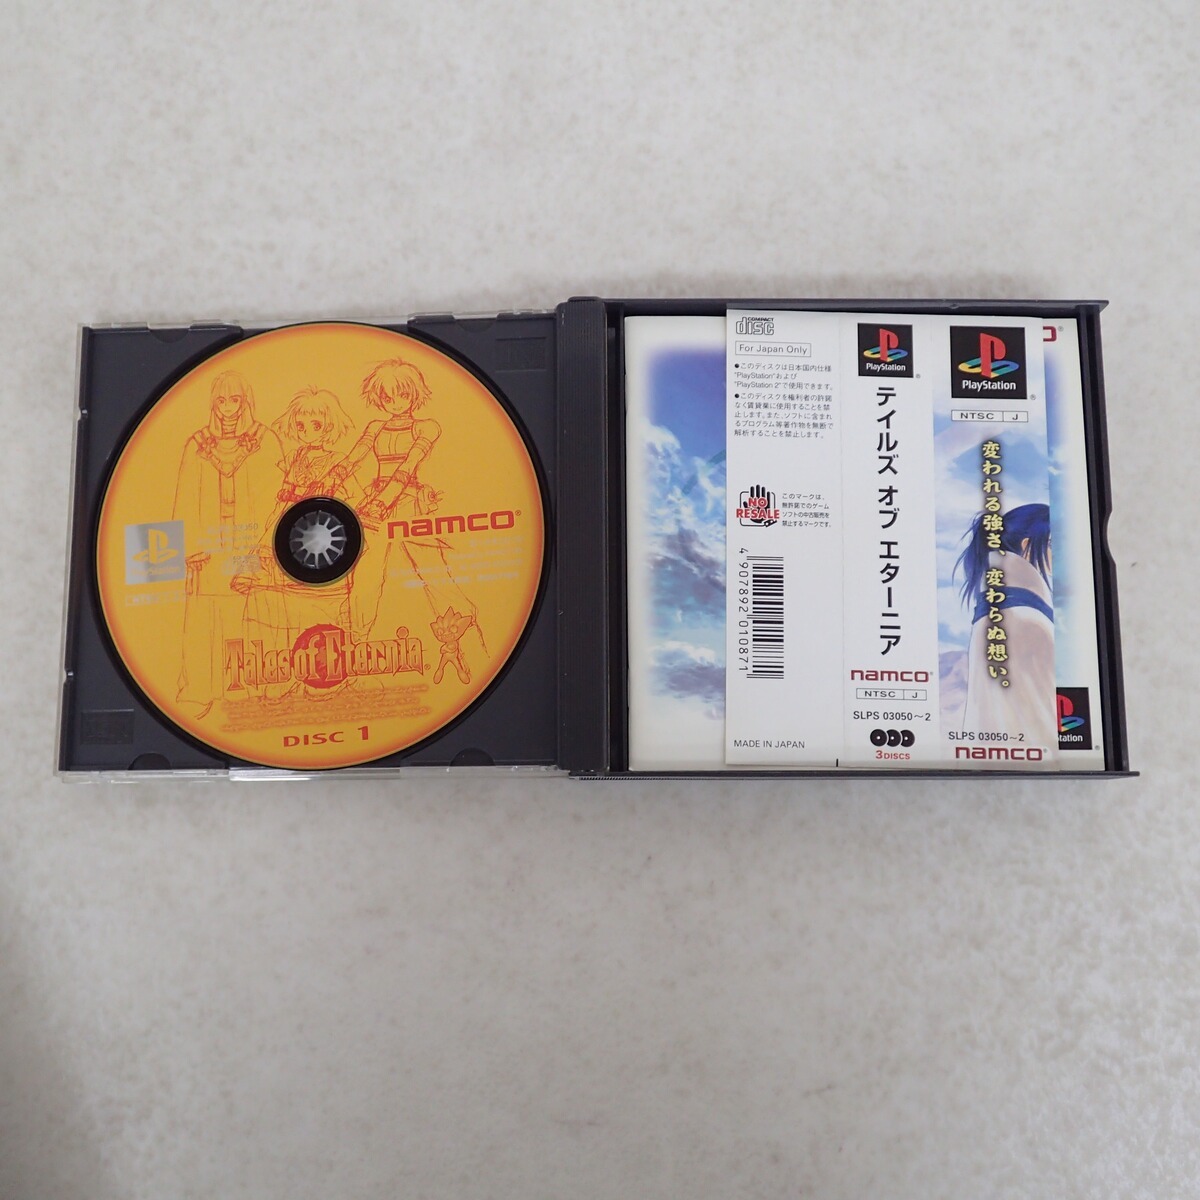 namco®
PlayStation
Tales of Eternia
DISC 1
COMPACT
disc
For Japan Only
●このディスクは日本国内仕様
"PlayStation"および
"PlayStation 2"で使用できます。
●このディスクを権利者の許諾
なく賃貸業に使用することを禁
止します。また、ソフトに含まれ
るプログラム等著作物を無断で
解析することを禁止します。
NO
RESALE
このマークは、
無許諾でのゲーム
ソフトの中古販売を
禁止するマークです。
4907892010871
MADE IN JAPAN
PlayStation
テイルズ オブ エターニア
namco®
NTSC J
SLPS 03050〜2
3DISCS
PlayStation
NTSC J
変われる強さ、変わらぬ想い。
SLPS 03050〜2
namco